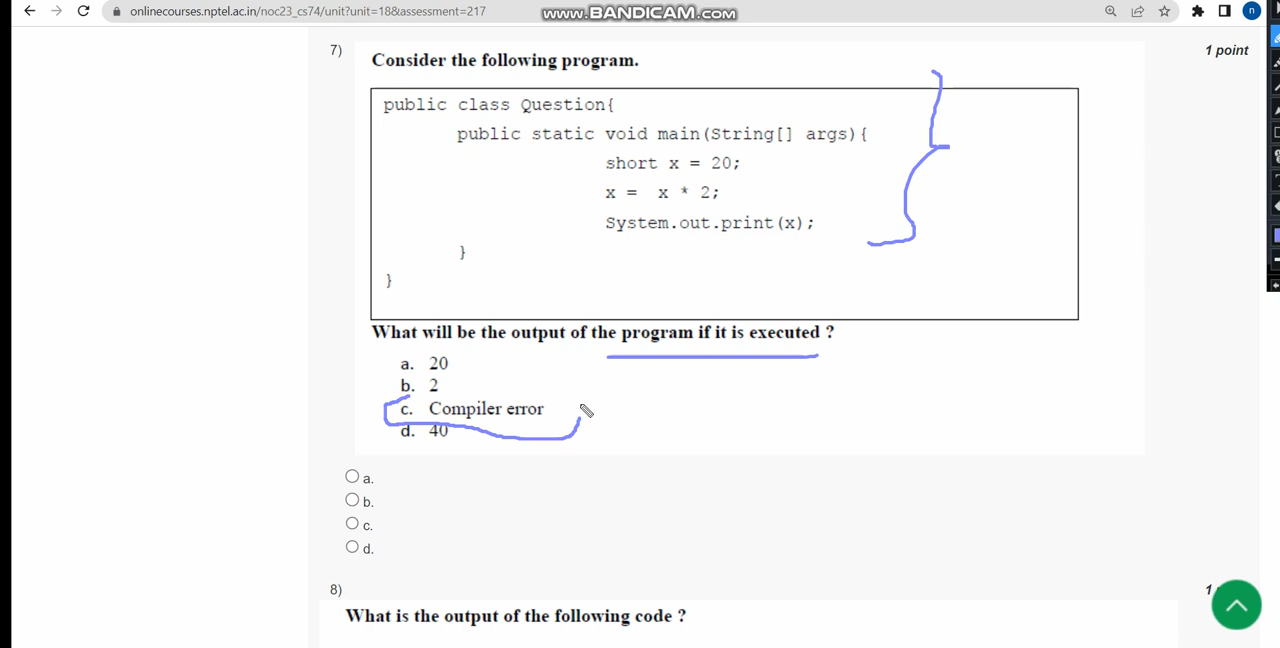 onlinecourses.nptel.ac.in/noc23_cs74/unit?unit=18&assessment=217
www.BANDICAM.com
n
7)
1 point
Consider the following program.
public class Question{
public static void main(String[] args){
short x = 20;
x = x * 2;
System.out.print(x);
}
}
What will be the output of the program if it is executed ?
a. 20
b. 2
c. Compiler error
d. 40
a.
b.
c.
d.
8)
1
What is the output of the following code ?